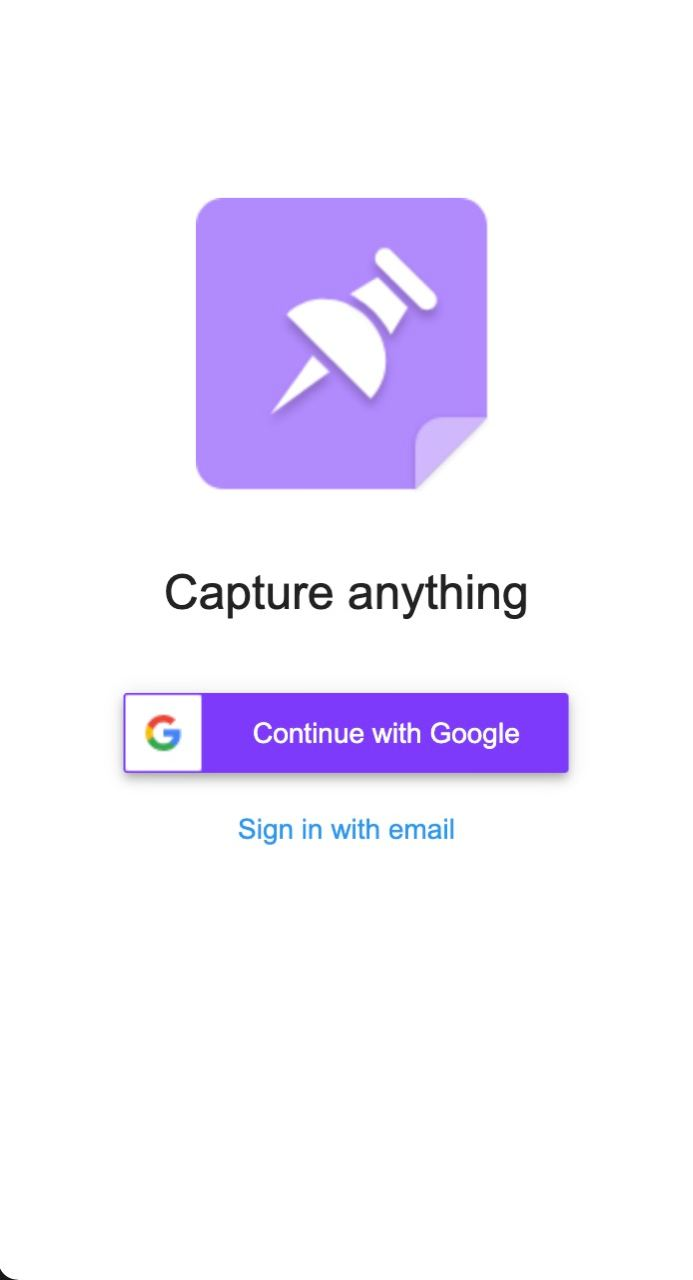 Capture anything
Continue with Google
Sign in with email